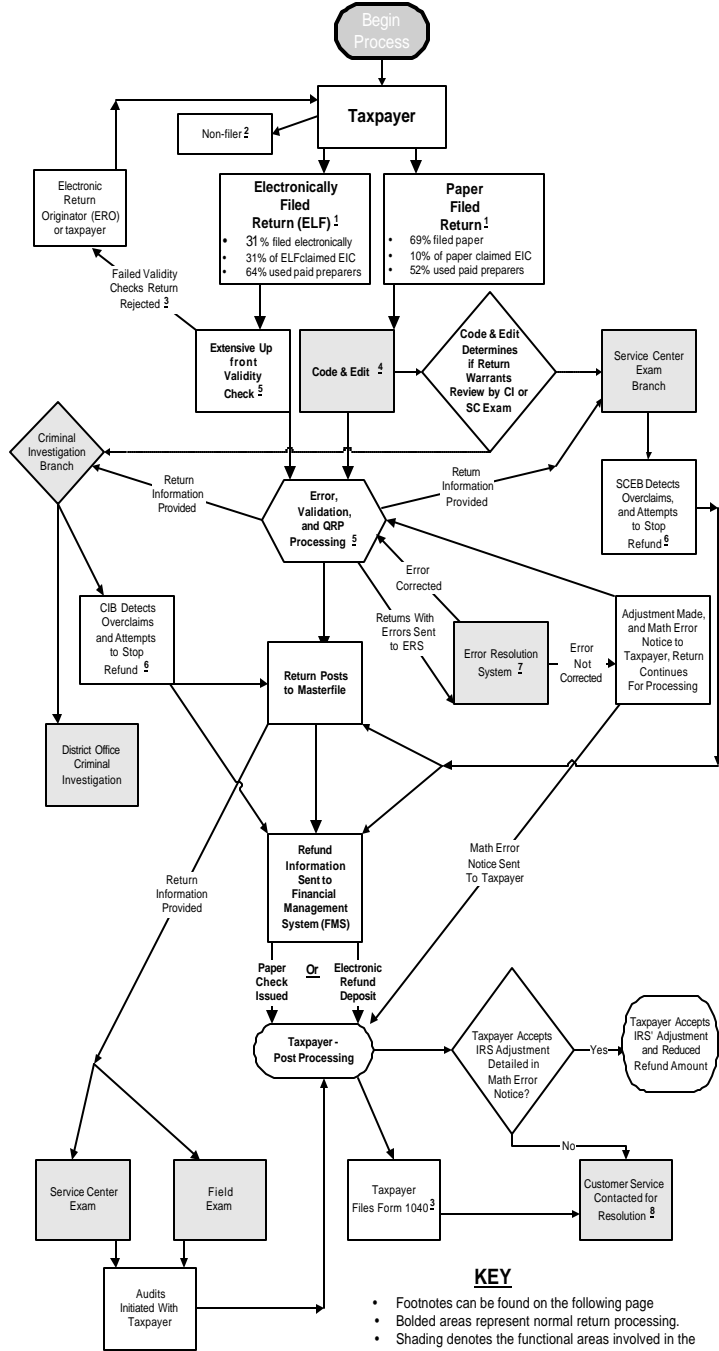 Begin
Process
Taxpayer
Non-filer 2
Electronic
Return
Originator (ERO)
or taxpayer
Electronically
Filed
Return (ELF) 1
• 31% filed electronically
• 31% of ELFclaimed EIC
• 64% used paid preparers
Paper
Filed
Return 1
• 69% filed paper
• 10% of paper claimed EIC
• 52% used paid preparers
Failed Validity
Checks Return
Rejected 3
Extensive Up
front
Validity
Check 5
Code & Edit 4
Code & Edit
Determines
if Return
Warrants
Review by CI or
SC Exam
Service Center
Exam
Branch
Criminal
Investigation
Branch
Return
Information
Provided
Error,
Validation,
and QRP
Processing 5
Return
Information
Provided
SCEB Detects
Overclaims,
and Attempts
to Stop
Refund 6
Error
Corrected
CIB Detects
Overclaims
and Attempts
to Stop
Refund 6
Returns With
Errors Sent
to ERS
Adjustment Made,
and Math Error
Notice to
Taxpayer, Return
Continues
For Processing
Return Posts
to Masterfile
Error Resolution
System 7
Error
Not
Corrected
District Office
Criminal
Investigation
Refund
Information
Sent to
Financial
Management
System (FMS)
Math Error
Notice Sent
To Taxpayer
Return
Information
Provided
Paper
Check
Issued
Or
Electronic
Refund
Deposit
Taxpayer -
Post Processing
Taxpayer Accepts
IRS Adjustment
Detailed in
Math Error
Notice?
Yes
Taxpayer Accepts
IRS' Adjustment
and Reduced
Refund Amount
No
Service Center
Exam
Field
Exam
Taxpayer
Files Form 1040 3
Customer Service
Contacted for
Resolution 8
Audits
Initiated With
Taxpayer
KEY
• Footnotes can be found on the following page
• Bolded areas represent normal return processing.
• Shading denotes the functional areas involved in the